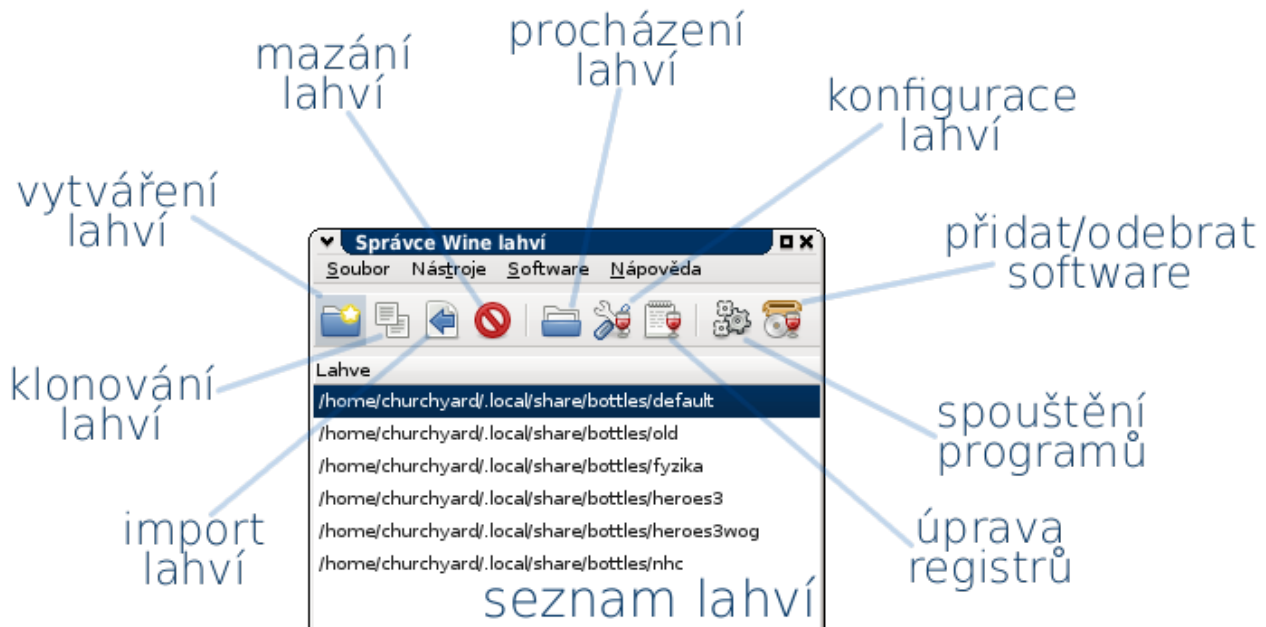 procházení
lahví
mazání
lahví
konfigurace
lahví
vytváření
lahví
přidat/odebrat
software
Správce Wine lahví
Soubor Nástroje Software Nápověda
klonování
lahví
Lahve
/home/churchyard/.local/share/bottles/default
/home/churchyard/.local/share/bottles/old
/home/churchyard/.local/share/bottles/fyzika
/home/churchyard/.local/share/bottles/heroes3
/home/churchyard/.local/share/bottles/heroes3wog
/home/churchyard/.local/share/bottles/nhc
spouštění
programů
import
lahví
úprava
registrů
seznam lahví